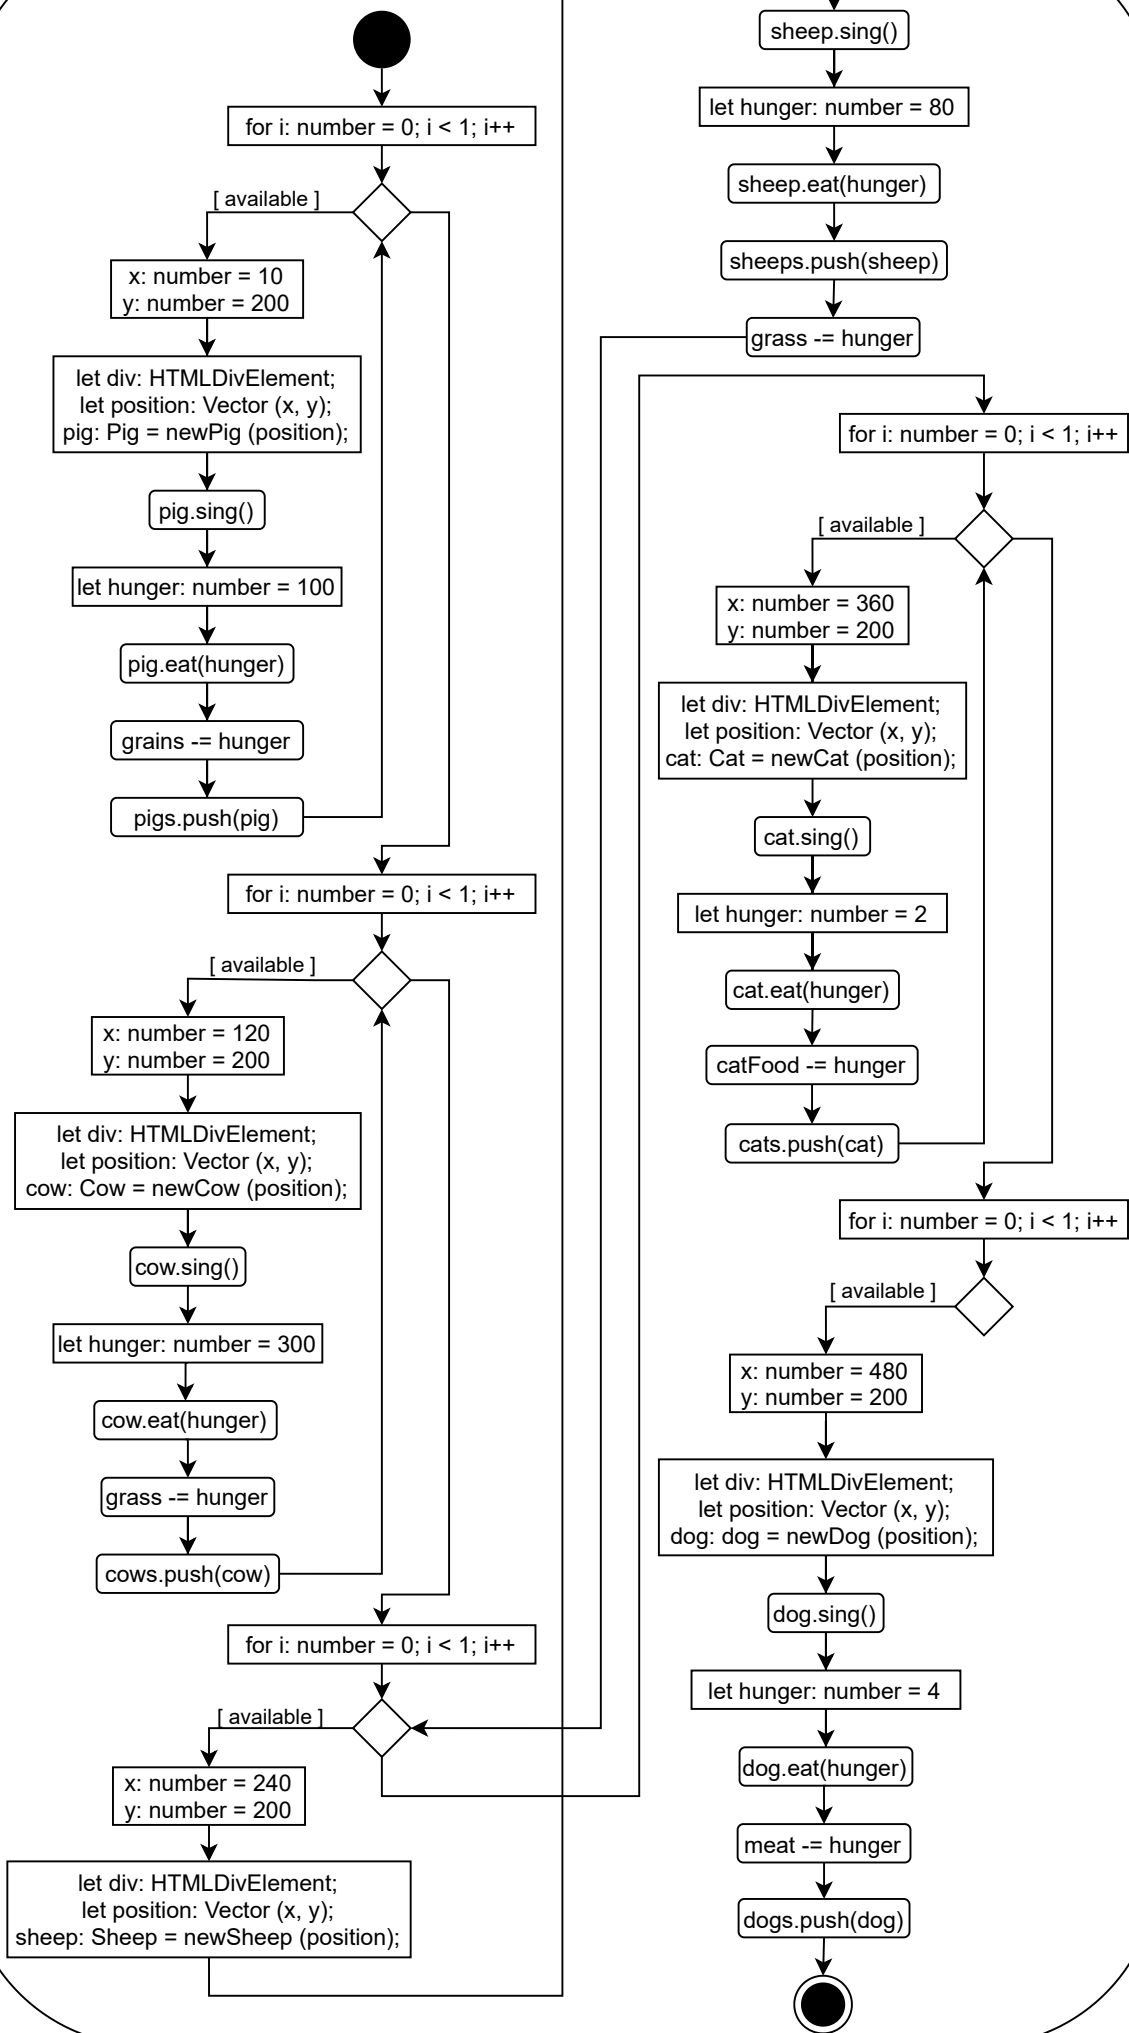 for i: number = 0; i < 1; i++
[ available ]
x: number = 10
y: number = 200
let div: HTMLDivElement;
let position: Vector (x, y);
pig: Pig = newPig (position);
pig.sing()
let hunger: number = 100
pig.eat(hunger)
grains -= hunger
pigs.push(pig)
for i: number = 0; i < 1; i++
[ available ]
x: number = 120
y: number = 200
let div: HTMLDivElement;
let position: Vector (x, y);
cow: Cow = newCow (position);
cow.sing()
let hunger: number = 300
cow.eat(hunger)
grass -= hunger
cows.push(cow)
for i: number = 0; i < 1; i++
[ available ]
x: number = 240
y: number = 200
let div: HTMLDivElement;
let position: Vector (x, y);
sheep: Sheep = newSheep (position);
sheep.sing()
let hunger: number = 80
sheep.eat(hunger)
sheeps.push(sheep)
grass -= hunger
for i: number = 0; i < 1; i++
[ available ]
x: number = 360
y: number = 200
let div: HTMLDivElement;
let position: Vector (x, y);
cat: Cat = newCat (position);
cat.sing()
let hunger: number = 2
cat.eat(hunger)
catFood -= hunger
cats.push(cat)
for i: number = 0; i < 1; i++
[ available ]
x: number = 480
y: number = 200
let div: HTMLDivElement;
let position: Vector (x, y);
dog: dog = newDog (position);
dog.sing()
let hunger: number = 4
dog.eat(hunger)
meat -= hunger
dogs.push(dog)